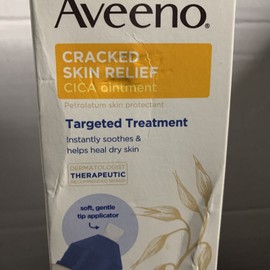 Aveeno®
CRACKED
SKIN RELIEF
CICA ointment
Petrolatum skin protectant
Targeted Treatment
Instantly soothes &
helps heal dry skin
DERMATOLOGIST
THERAPEUTIC
RECOMMENDED BRAND
soft, gentle
tip applicator